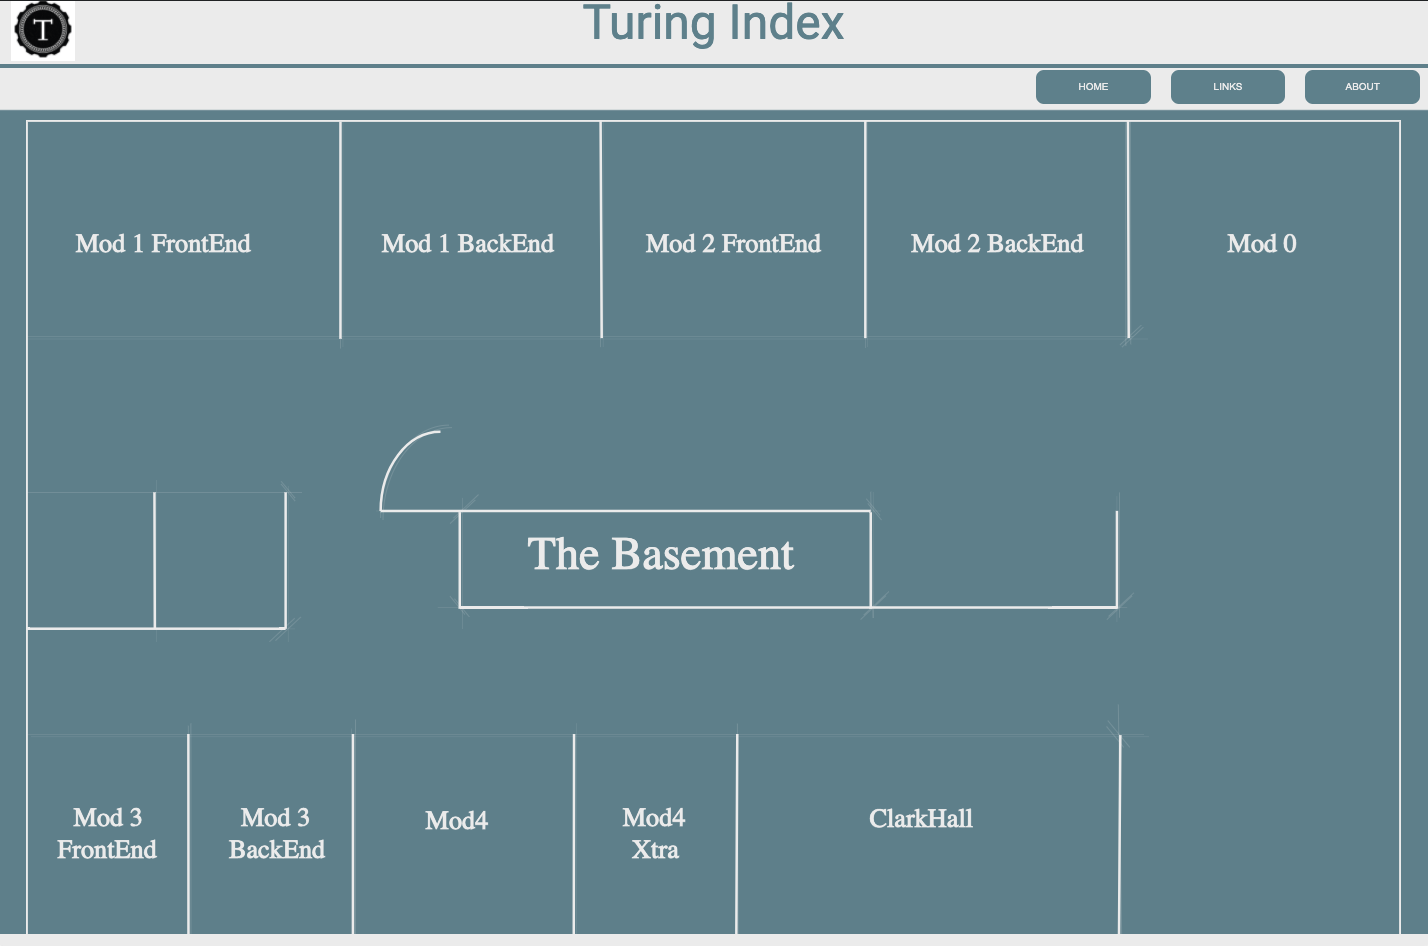 T
Turing Index
HOME
LINKS
ABOUT
Mod 1 FrontEnd
Mod 1 BackEnd
Mod 2 FrontEnd
Mod 2 BackEnd
Mod 0
The Basement
Mod 3
FrontEnd
Mod 3
BackEnd
Mod4
Mod4
Xtra
ClarkHall